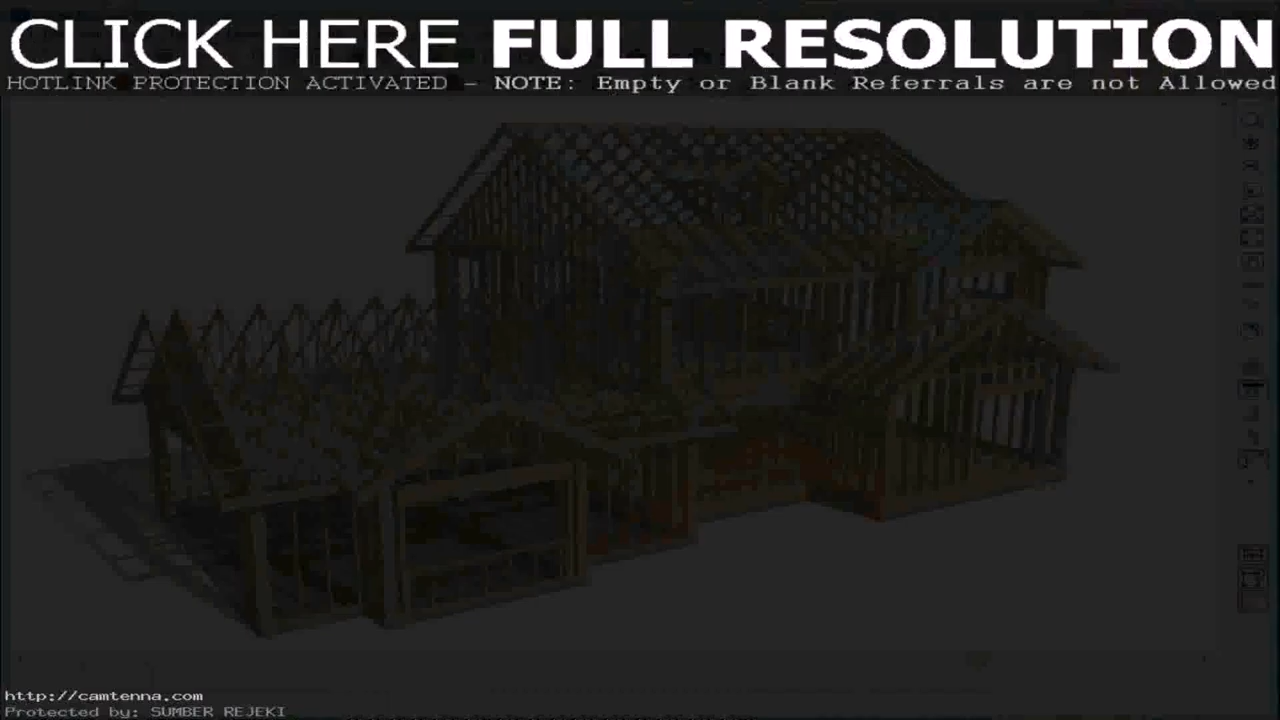 CLICK HERE FULL RESOLUTION
HOTLINK PROTECTION ACTIVATED – NOTE: Empty or Blank Referrals are not Allowed
http://camtenna.com
Protected by: SUMBER REJEKI